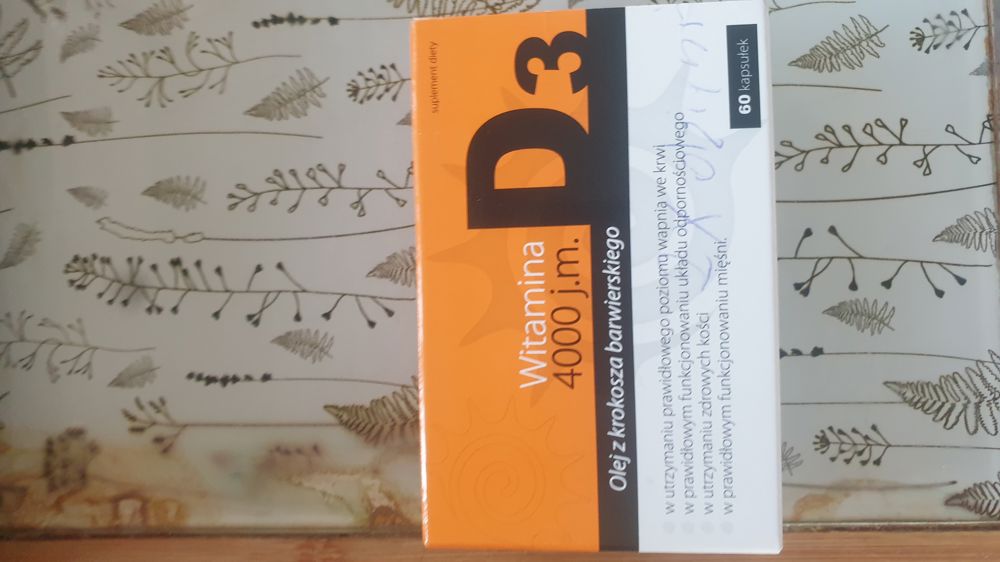 suplement diety
Witamina
4000 j.m.
D3
Olej z krokosza barwierskiego
w utrzymaniu prawidłowego poziomu wapnia we krwi
w prawidłowym funkcjonowaniu układu odpornościowego
w utrzymaniu zdrowych kości
w prawidłowym funkcjonowaniu mięśni.
60 kapsułek